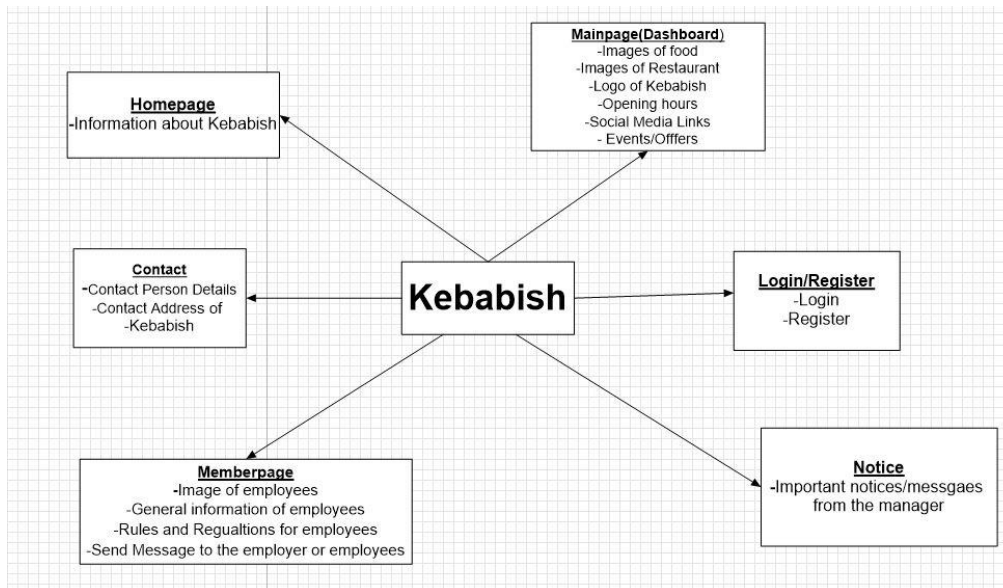 Mainpage(Dashboard)
-Images of food
-Images of Restaurant
-Logo of Kebabish
-Opening hours
-Social Media Links
- Events/Offfers
Homepage
-Information about Kebabish
Contact
-Contact Person Details
-Contact Address of
-Kebabish
Kebabish
Login/Register
-Login
-Register
Memberpage
-Image of employees
-General information of employees
-Rules and Regualtions for employees
-Send Message to the employer or employees
Notice
-Important notices/messgaes
from the manager